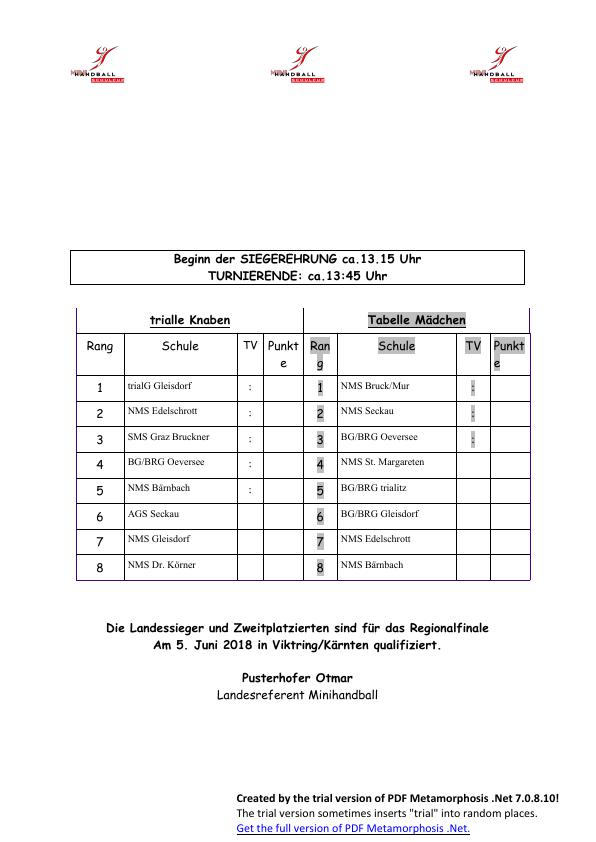 MINI HANDBALL SCHULCUP MINI HANDBALL SCHULCUP MINI HANDBALL SCHULCUP
Beginn der SIEGEREHRUNG ca.13.15 Uhr
TURNIERENDE: ca.13:45 Uhr
trialle Knaben Tabelle Mädchen
Rang Schule TV Punkte Rang Schule TV Punkte
1 trialG Gleisdorf : 1 NMS Bruck/Mur :
2 NMS Edelschrott : 2 NMS Seckau :
3 SMS Graz Bruckner : 3 BG/BRG Oeversee :
4 BG/BRG Oeversee : 4 NMS St. Margareten
5 NMS Bärnbach : 5 BG/BRG trialitz
6 AGS Seckau 6 BG/BRG Gleisdorf
7 NMS Gleisdorf 7 NMS Edelschrott
8 NMS Dr. Körner 8 NMS Bärnbach
Die Landessieger und Zweitplatzierten sind für das Regionalfinale
Am 5. Juni 2018 in Viktring/Kärnten qualifiziert.
Pusterhofer Otmar
Landesreferent Minihandball
Created by the trial version of PDF Metamorphosis .Net 7.0.8.10!
The trial version sometimes inserts "trial" into random places.
Get the full version of PDF Metamorphosis .Net.